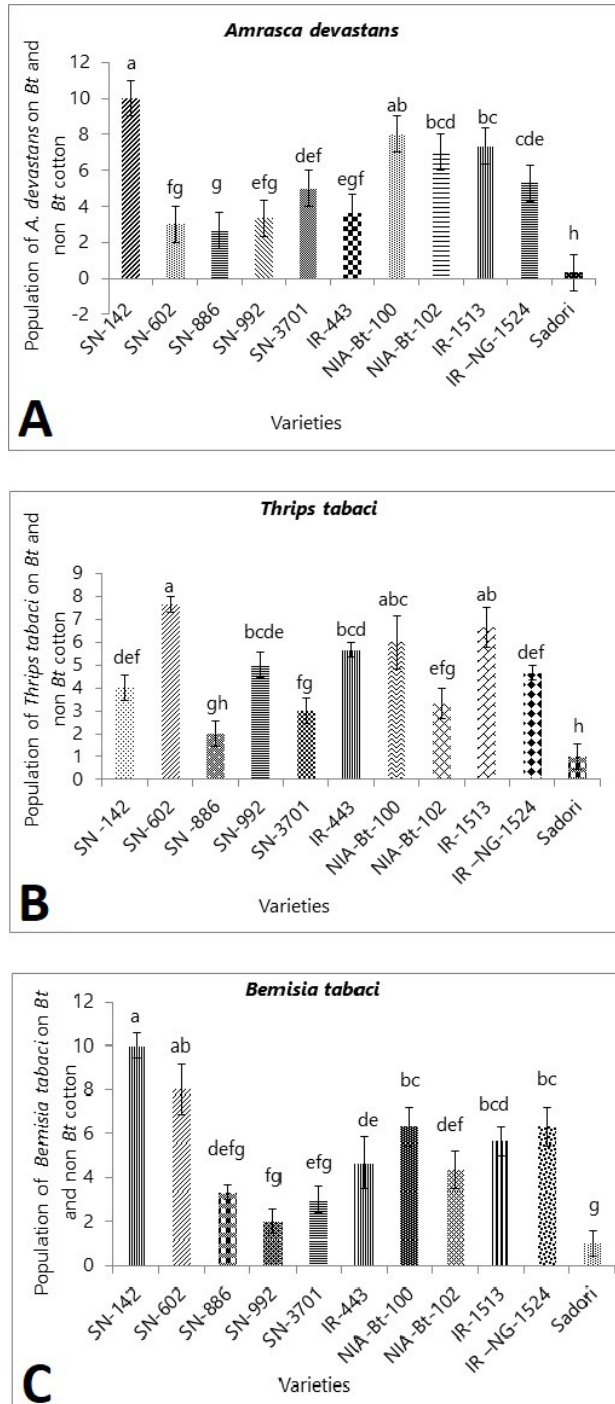 Amrasca devastans
Population of A. devastans on Bt and
non Bt cotton
12
10
8
6
4
2
0
-2
a
fg
g
efg
def
egf
ab
bcd
bc
cde
h
SN-142
SN-602
SN-886
SN-992
SN-3701
IR-443
NIA-Bt-100
NIA-Bt-102
IR-1513
IR –NG-1524
Sadori
Varieties
A
Thrips tabaci
Population of Thrips tabaci on Bt and
non Bt cotton
9
8
7
6
5
4
3
2
1
0
def
a
gh
bcde
fg
bcd
abc
efg
ab
def
h
SN -142
SN-602
SN -886
SN-992
SN-3701
IR-443
NIA-Bt-100
NIA-Bt-102
IR-1513
IR –NG-1524
Sadori
Varieties
B
Bemisia tabaci
Population of Bemisia tabaci on Bt
and non Bt cotton
12
10
8
6
4
2
0
a
ab
defg
fg
efg
de
bc
def
bcd
bc
g
SN-142
SN-602
SN-886
SN-992
SN-3701
IR-443
NIA-Bt-100
NIA-Bt-102
IR-1513
IR –NG-1524
Sadori
Varieties
C